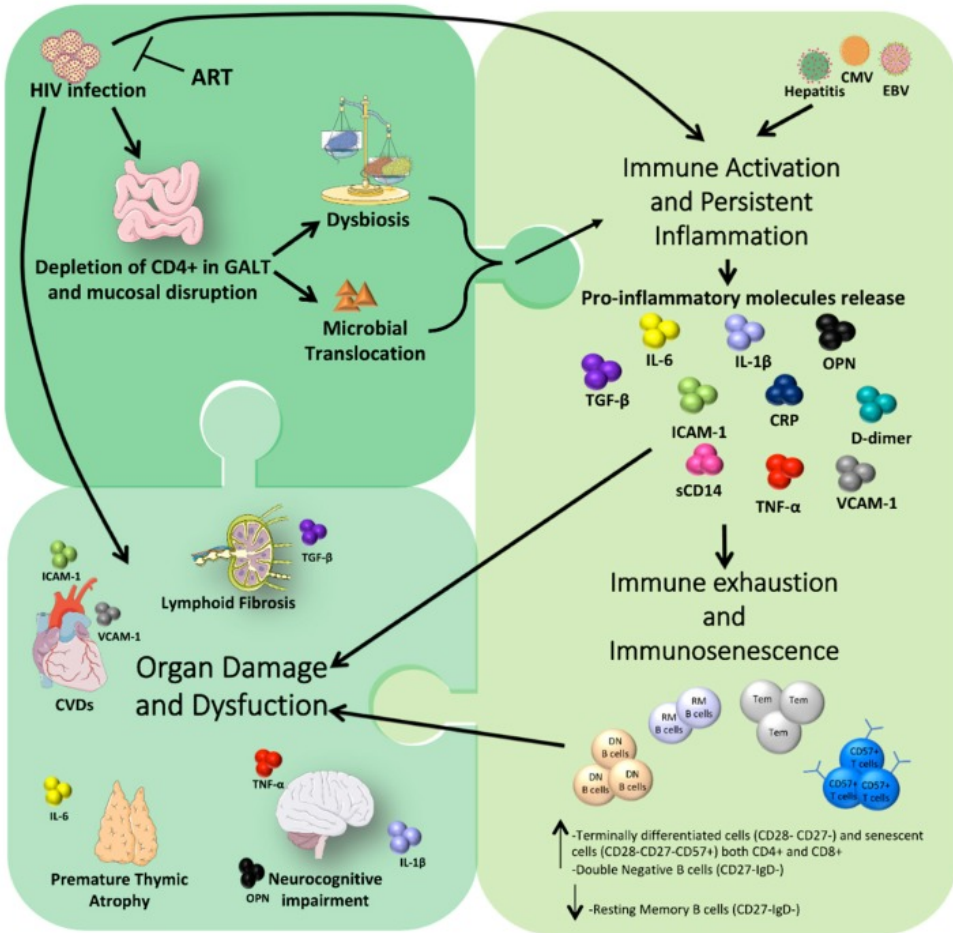 HIV infection
ART
Depletion of CD4+ in GALT
and mucosal disruption
Dysbiosis
Microbial
Translocation
Hepatitis
CMV
EBV
Immune Activation
and Persistent
Inflammation
Pro-inflammatory molecules release
IL-6
IL-1β
OPN
TGF-β
ICAM-1
CRP
D-dimer
sCD14
TNF-α
VCAM-1
Immune exhaustion
and
Immunosenescence
RM
B cells
RM
B cells
Tem
Tem
Tem
DN
B cells
DN
B cells
DN
B cells
CD57+
T cells
CD57+
T cells
CD57+
T cells
-Terminally differentiated cells (CD28- CD27-) and senescent
cells (CD28-CD27-CD57+) both CD4+ and CD8+
-Double Negative B cells (CD27-IgD-)
-Resting Memory B cells (CD27-IgD-)
ICAM-1
VCAM-1
CVDs
TGF-β
Lymphoid Fibrosis
Organ Damage
and Dysfuction
IL-6
Premature Thymic
Atrophy
TNF-α
IL-1β
OPN
Neurocognitive
impairment